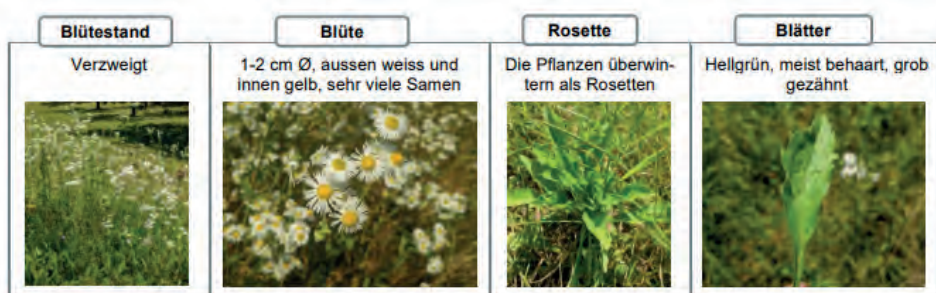 Blütestand
Verzweigt
Blüte
1-2 cm Ø, aussen weiss und
innen gelb, sehr viele Samen
Rosette
Die Pflanzen überwin-
tern als Rosetten
Blätter
Hellgrün, meist behaart, grob
gezähnt